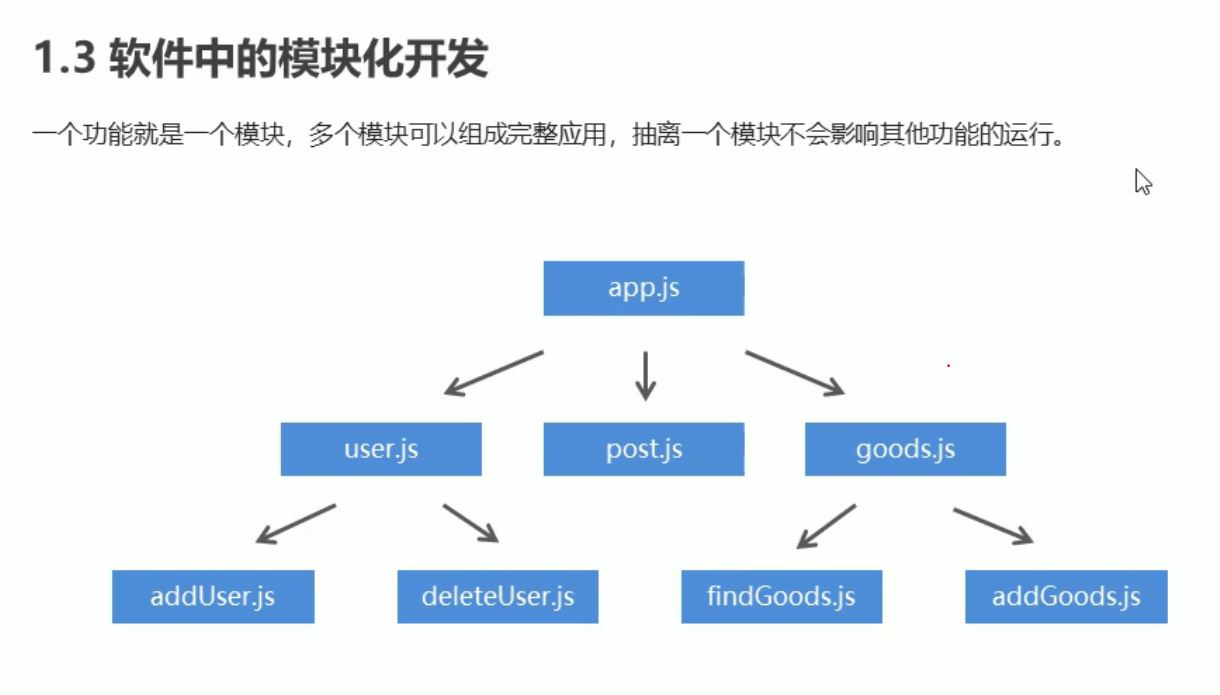 1.3 软件中的模块化开发
一个功能就是一个模块，多个模块可以组成完整应用，抽离一个模块不会影响其他功能的运行。
app.js
user.js
post.js
goods.js
addUser.js
deleteUser.js
findGoods.js
addGoods.js